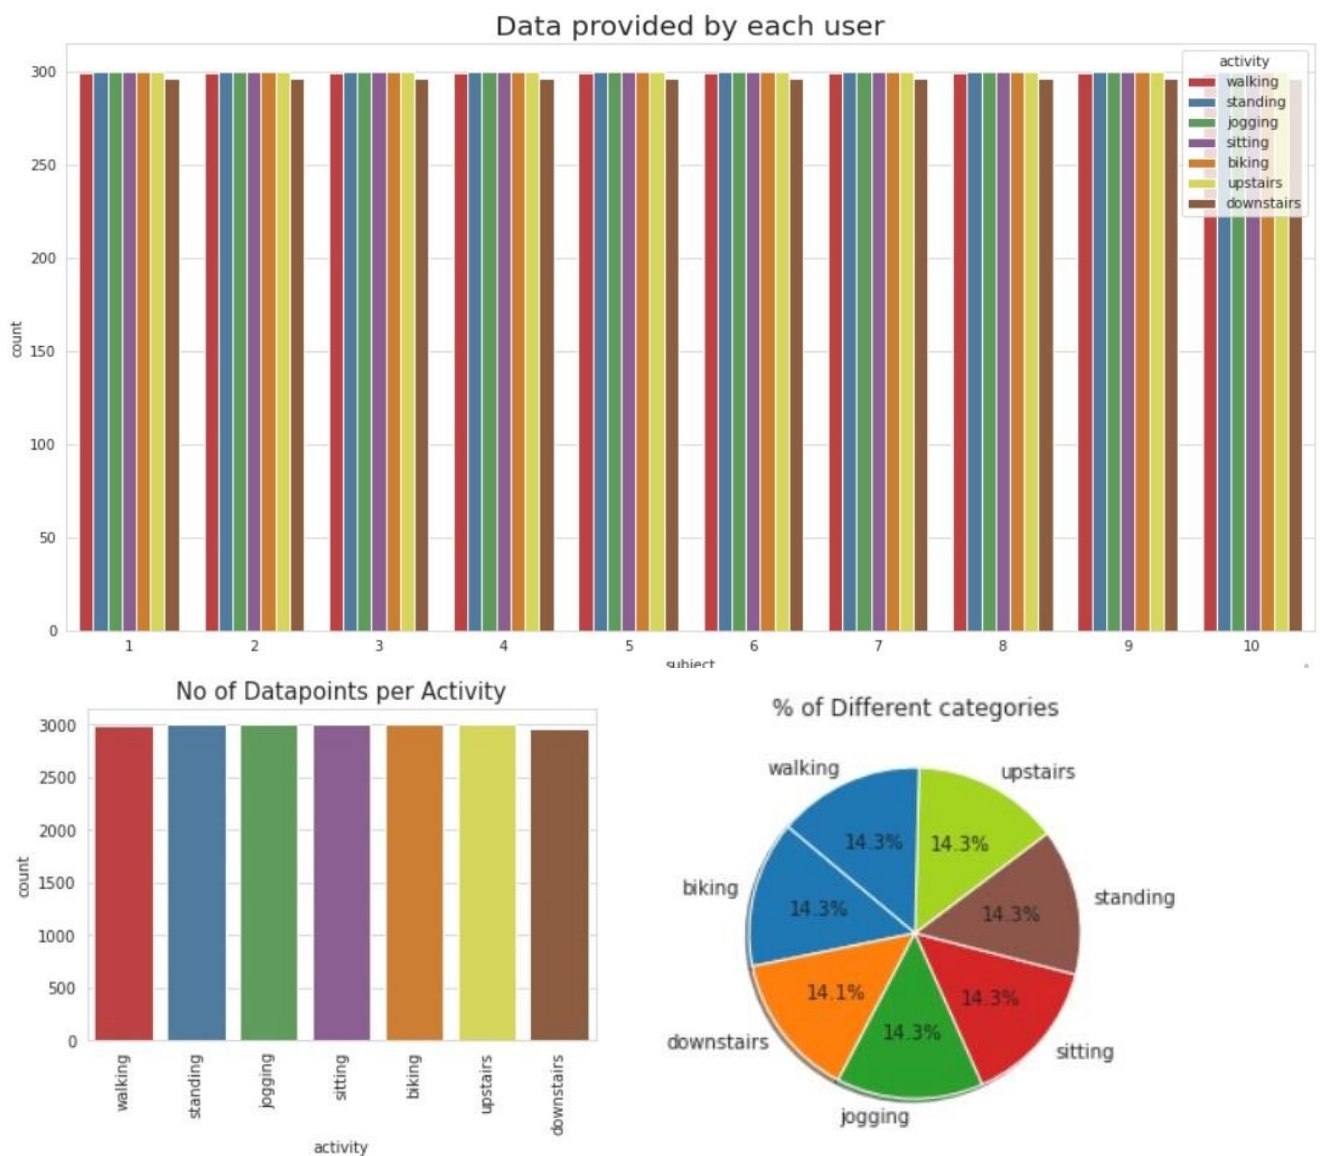 Data provided by each user
300
250
200
150
100
50
0
count
activity
walking
standing
jogging
sitting
biking
upstairs
downstairs
1 2 3 4 5 6 7 8 9 10
subject
No of Datapoints per Activity
3000
2500
2000
1500
1000
500
0
count
walking
standing
jogging
sitting
biking
upstairs
downstairs
activity
% of Different categories
walking
upstairs
14.3%
14.3%
biking
standing
14.3%
14.3%
14.1%
14.3%
downstairs
14.3%
sitting
jogging